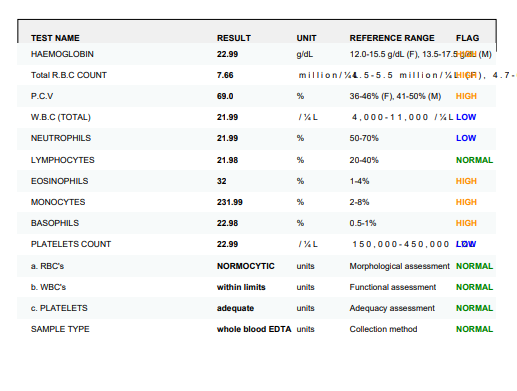 TEST NAME RESULT UNIT REFERENCE RANGE FLAG
HAEMOGLOBIN 22.99 g/dL 12.0-15.5 g/dL (F), 13.5-17.5 g/dL (M) HIGH
Total R.B.C COUNT 7.66 million/¼L 4.5-5.5 million/¼L (F), 4.7- HIGH
P.C.V 69.0 % 36-46% (F), 41-50% (M) HIGH
W.B.C (TOTAL) 21.99 /¼L 4,000-11,000 /¼L LOW
NEUTROPHILS 21.99 % 50-70% LOW
LYMPHOCYTES 21.98 % 20-40% NORMAL
EOSINOPHILS 32 % 1-4% HIGH
MONOCYTES 231.99 % 2-8% HIGH
BASOPHILS 22.98 % 0.5-1% HIGH
PLATELETS COUNT 22.99 /¼L 150,000-450,000 LOW
a. RBC's NORMOCYTIC units Morphological assessment NORMAL
b. WBC's within limits units Functional assessment NORMAL
c. PLATELETS adequate units Adequacy assessment NORMAL
SAMPLE TYPE whole blood EDTA units Collection method NORMAL